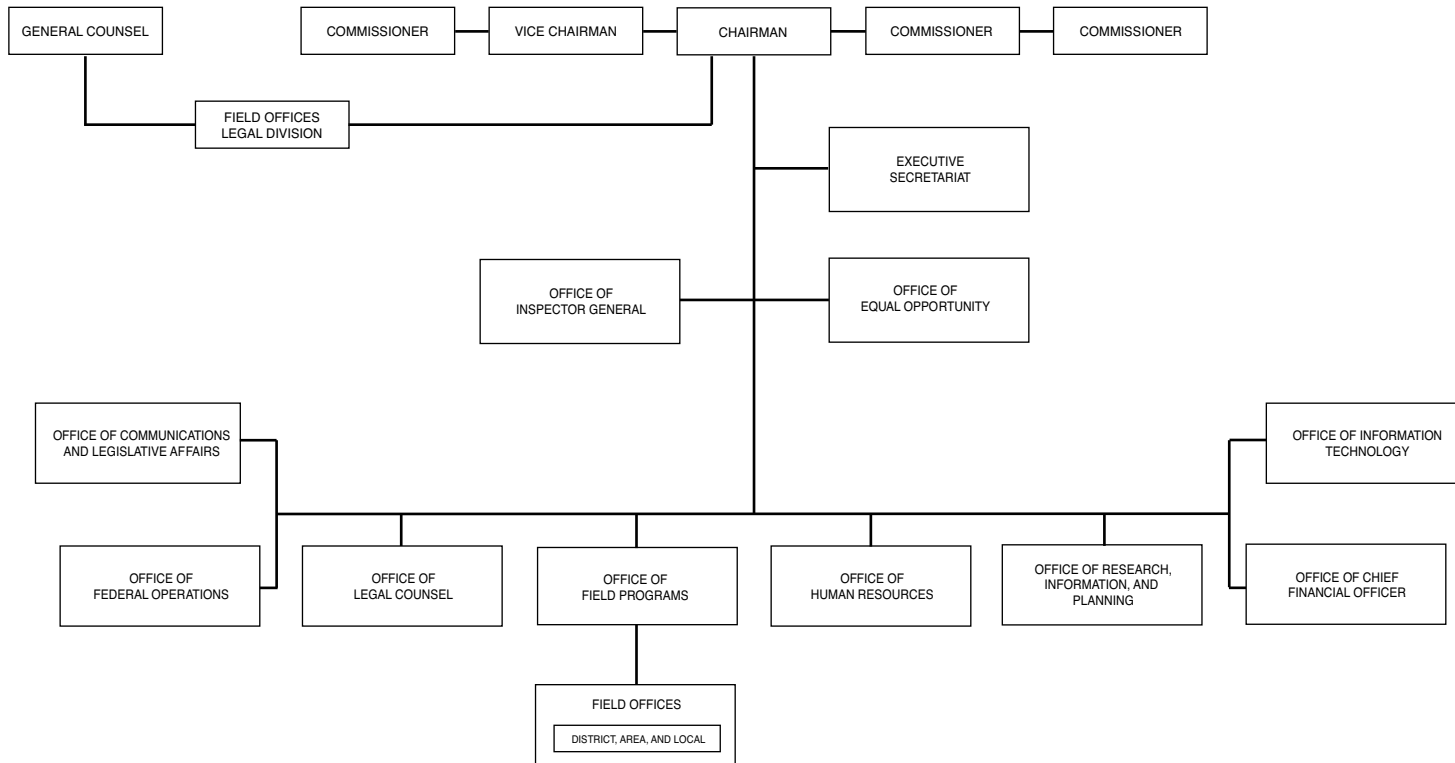 GENERAL COUNSEL
COMMISSIONER
VICE CHAIRMAN
CHAIRMAN
COMMISSIONER
COMMISSIONER
FIELD OFFICES
LEGAL DIVISION
EXECUTIVE
SECRETARIAT
OFFICE OF
INSPECTOR GENERAL
OFFICE OF
EQUAL OPPORTUNITY
OFFICE OF COMMUNICATIONS
AND LEGISLATIVE AFFAIRS
OFFICE OF INFORMATION
TECHNOLOGY
OFFICE OF
FEDERAL OPERATIONS
OFFICE OF
LEGAL COUNSEL
OFFICE OF
FIELD PROGRAMS
OFFICE OF
HUMAN RESOURCES
OFFICE OF RESEARCH,
INFORMATION, AND
PLANNING
OFFICE OF CHIEF
FINANCIAL OFFICER
FIELD OFFICES
DISTRICT, AREA, AND LOCAL